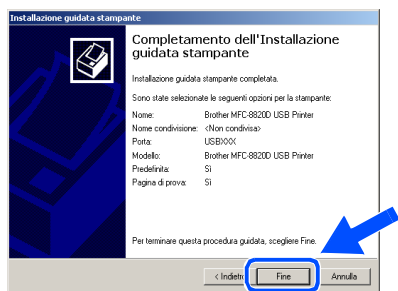 Installazione guidata stampante
Completamento dell'Installazione
guidata stampante
Installazione guidata stampante completata.
Sono state selezionate le seguenti opzioni per la stampante:
Nome: Brother MFC-8820D USB Printer
Nome condivisione: <Non condivisa>
Porta: USBXXX
Modello: Brother MFC-8820D USB Printer
Predefinita: Sì
Pagina di prova: Sì
Per terminare questa procedura guidata, scegliere Fine.
< Indietro Fine Annulla